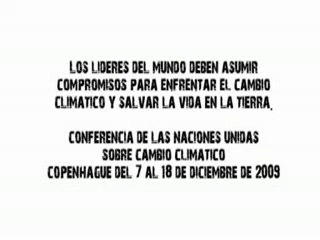 LOS LIDERES DEL MUNDO DEBEN ASUMIR
COMPROMISOS PARA ENFRENTAR EL CAMBIO
CLIMATICO Y SALVAR LA VIDA EN LA TIERRA.
CONFERENCIA DE LAS NACIONES UNIDAS
SOBRE CAMBIO CLIMATICO
COPENHAGUE DEL 7 AL 18 DE DICIEMBRE DE 2009